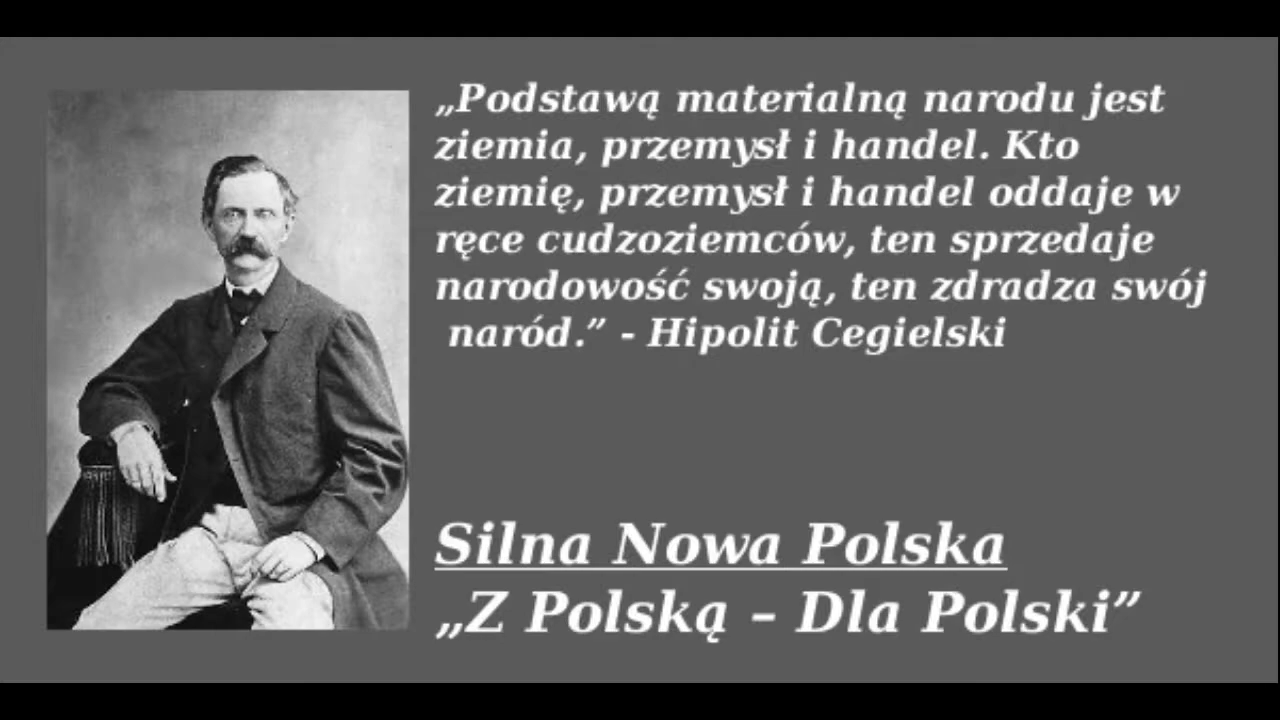 „Podstawą materialną narodu jest
ziemia, przemysł i handel. Kto
ziemię, przemysł i handel oddaje w
ręce cudzoziemców, ten sprzedaje
narodowość swoją, ten zdradza swój
naród.” - Hipolit Cegielski
Silna Nowa Polska
„Z Polską – Dla Polski”